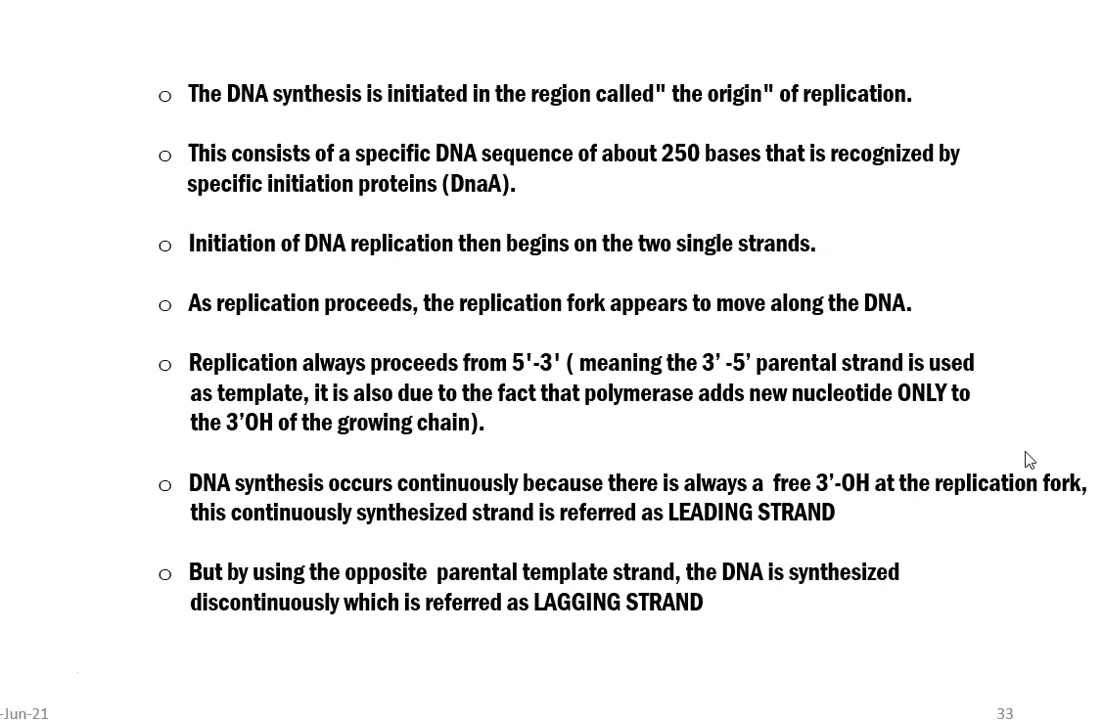 o The DNA synthesis is initiated in the region called" the origin" of replication.
o This consists of a specific DNA sequence of about 250 bases that is recognized by
specific initiation proteins (DnaA).
o Initiation of DNA replication then begins on the two single strands.
o As replication proceeds, the replication fork appears to move along the DNA.
o Replication always proceeds from 5'-3' ( meaning the 3’ -5’ parental strand is used
as template, it is also due to the fact that polymerase adds new nucleotide ONLY to
the 3’OH of the growing chain).
o DNA synthesis occurs continuously because there is always a free 3’-OH at the replication fork,
this continuously synthesized strand is referred as LEADING STRAND
o But by using the opposite parental template strand, the DNA is synthesized
discontinuously which is referred as LAGGING STRAND
-Jun-21
33